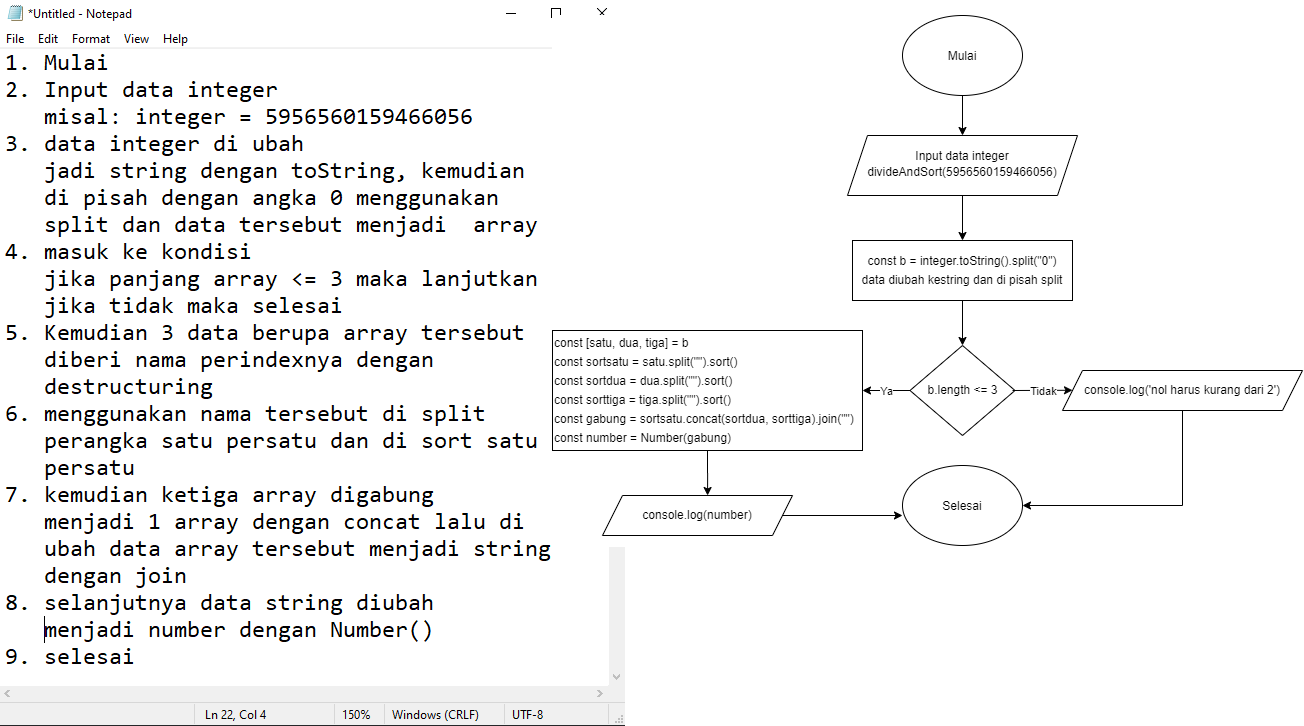 *Untitled - Notepad
File Edit Format View Help
1. Mulai
2. Input data integer
misal: integer = 5956560159466056
3. data integer di ubah
jadi string dengan toString, kemudian
di pisah dengan angka 0 menggunakan
split dan data tersebut menjadi  array
4. masuk ke kondisi
jika panjang array <= 3 maka lanjutkan
jika tidak maka selesai
5. Kemudian 3 data berupa array tersebut
diberi nama perindexnya dengan
destructuring
6. menggunakan nama tersebut di split
perangka satu persatu dan di sort satu
persatu
7. kemudian ketiga array digabung
menjadi 1 array dengan concat lalu di
ubah data array tersebut menjadi string
dengan join
8. selanjutnya data string diubah
menjadi number dengan Number()
9. selesai
Ln 22, Col 4
150%
Windows (CRLF)
UTF-8
Mulai
Input data integer
divideAndSort(5956560159466056)
const b = integer.toString().split("0")
data diubah kestring dan di pisah split
b.length <= 3
Ya
Tidak
const [satu, dua, tiga] = b
const sortsatu = satu.split("").sort()
const sortdua = dua.split("").sort()
const sorttiga = tiga.split("").sort()
const gabung = sortsatu.concat(sortdua, sorttiga).join("")
const number = Number(gabung)
console.log('nol harus kurang dari 2')
console.log(number)
Selesai